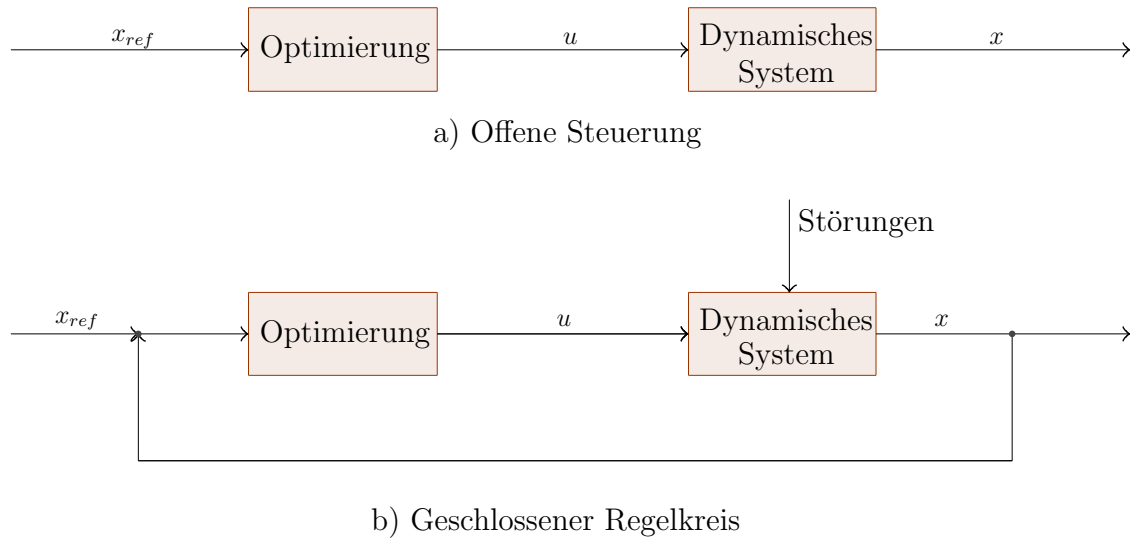 x_ref
Optimierung
u
Dynamisches
System
x
a) Offene Steuerung
Störungen
x_ref
Optimierung
u
Dynamisches
System
x
b) Geschlossener Regelkreis